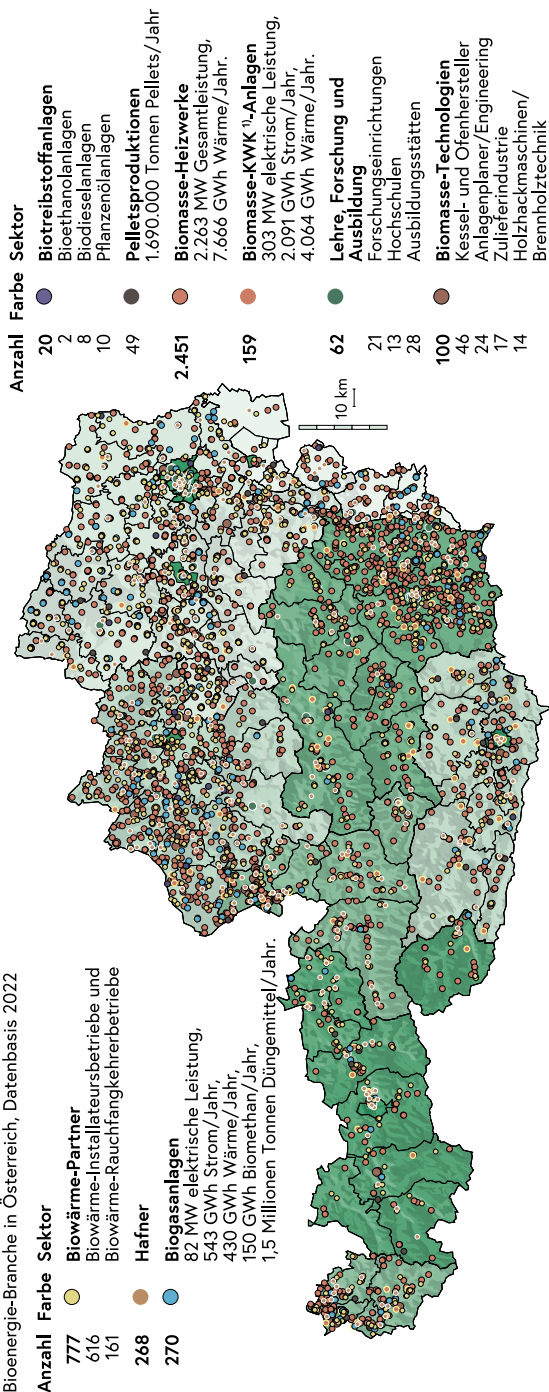 Bioenergie-Branche in Österreich, Datenbasis 2022
Anzahl Farbe Sektor
777 Biowärme-Partner
616 Biowärme-Installateursbetriebe und
161 Biowärme-Rauchfangkehrerbetriebe
268 Hafner
270 Biogasanlagen
82 MW elektrische Leistung,
543 GWh Strom/Jahr,
430 GWh Wärme/Jahr,
150 GWh Biomethan/Jahr,
1,5 Millionen Tonnen Düngemittel/Jahr.
10 km
Anzahl Farbe Sektor
20 Biotreibstoffanlagen
2 Bioethanolanlagen
8 Biodieselanlagen
10 Pflanzenölanlagen
49 Pelletsproduktionen
1.690.000 Tonnen Pellets/Jahr
2.451 Biomasse-Heizwerke
2.263 MW Gesamtleistung,
7.666 GWh Wärme/Jahr.
159 Biomasse-KWK ¹⁾-Anlagen
303 MW elektrische Leistung,
2.091 GWh Strom/Jahr,
4.064 GWh Wärme/Jahr.
62 Lehre, Forschung und
Ausbildung
21 Forschungseinrichtungen
13 Hochschulen
28 Ausbildungsstätten
100 Biomasse-Technologien
46 Kessel- und Ofenhersteller
24 Anlagenplaner/Engineering
17 Zulieferindustrie
14 Holzhackmaschinen/
Brennholztechnik